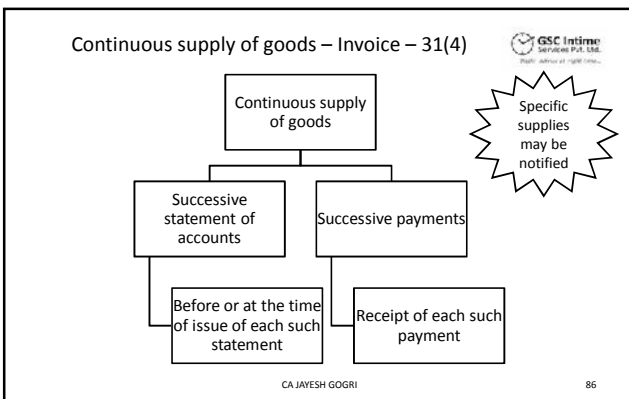 Continuous supply of goods – Invoice – 31(4)
GSC Intime
Services Pvt. Ltd.
Specific
supplies
may be
notified
Continuous supply
of goods
Successive
statement of
accounts
Successive payments
Before or at the time
of issue of each such
statement
Receipt of each such
payment
CA JAYESH GOGRI
86